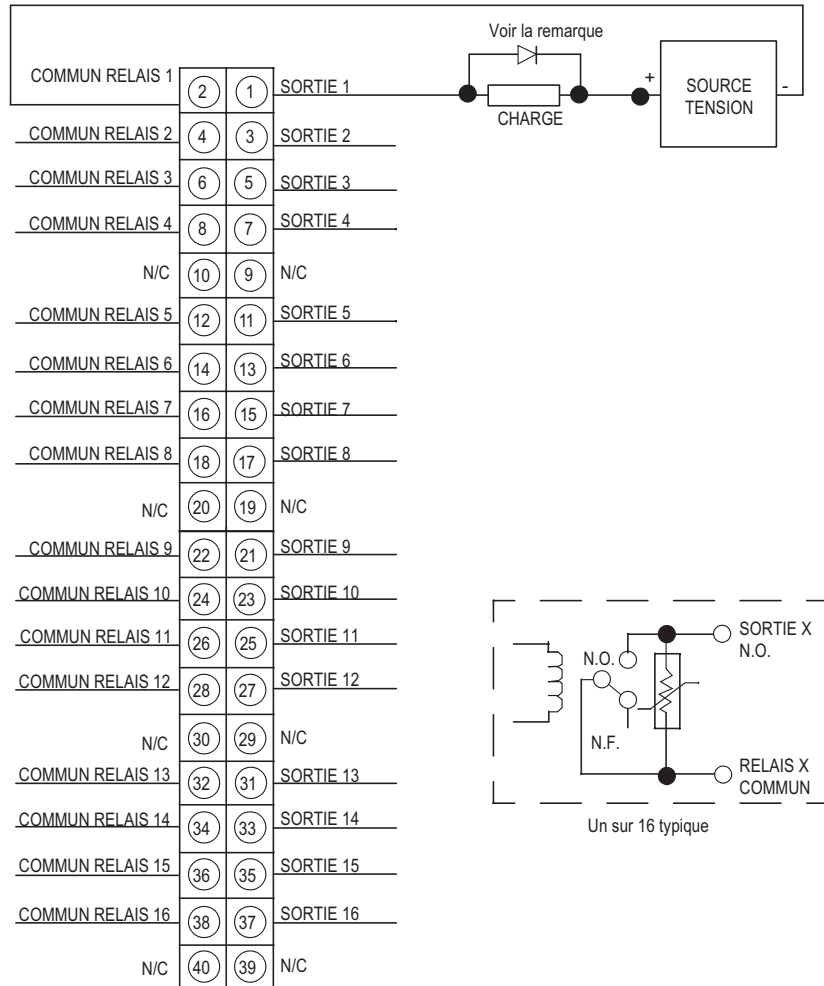 Voir la remarque
COMMUN RELAIS 1 2 1 SORTIE 1
CHARGE
+ SOURCE TENSION -
COMMUN RELAIS 2 4 3 SORTIE 2
COMMUN RELAIS 3 6 5 SORTIE 3
COMMUN RELAIS 4 8 7 SORTIE 4
N/C 10 9 N/C
COMMUN RELAIS 5 12 11 SORTIE 5
COMMUN RELAIS 6 14 13 SORTIE 6
COMMUN RELAIS 7 16 15 SORTIE 7
COMMUN RELAIS 8 18 17 SORTIE 8
N/C 20 19 N/C
COMMUN RELAIS 9 22 21 SORTIE 9
COMMUN RELAIS 10 24 23 SORTIE 10
COMMUN RELAIS 11 26 25 SORTIE 11
COMMUN RELAIS 12 28 27 SORTIE 12
N/C 30 29 N/C
COMMUN RELAIS 13 32 31 SORTIE 13
COMMUN RELAIS 14 34 33 SORTIE 14
COMMUN RELAIS 15 36 35 SORTIE 15
COMMUN RELAIS 16 38 37 SORTIE 16
N/C 40 39 N/C
SORTIE X
N.O.
N.O.
N.F.
RELAIS X
COMMUN
Un sur 16 typique